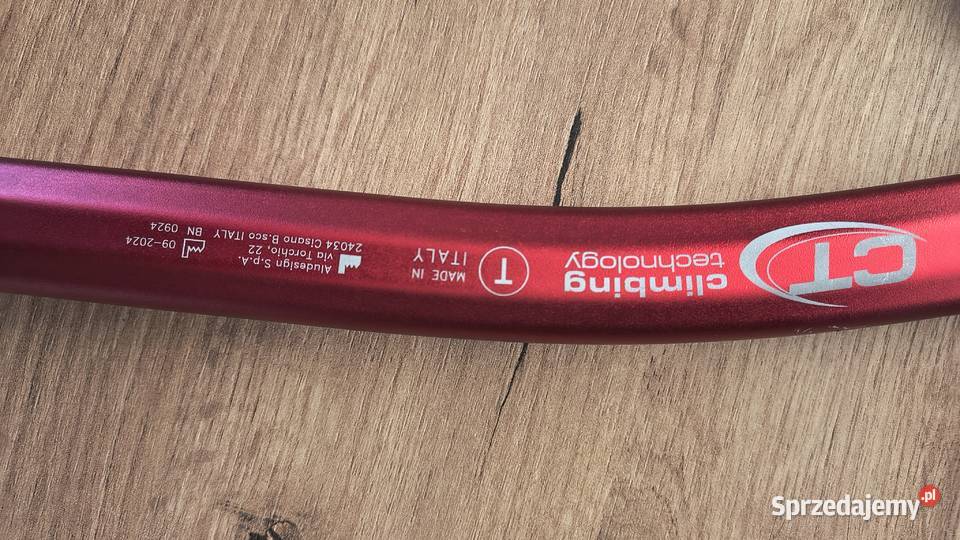 CT
climbing
technology
T
MADE IN
ITALY
Aludesign S.p.A.
via Torchio, 22
24034 Cisano B.sco ITALY
09-2024
BN 0924
Sprzedajemy.pl